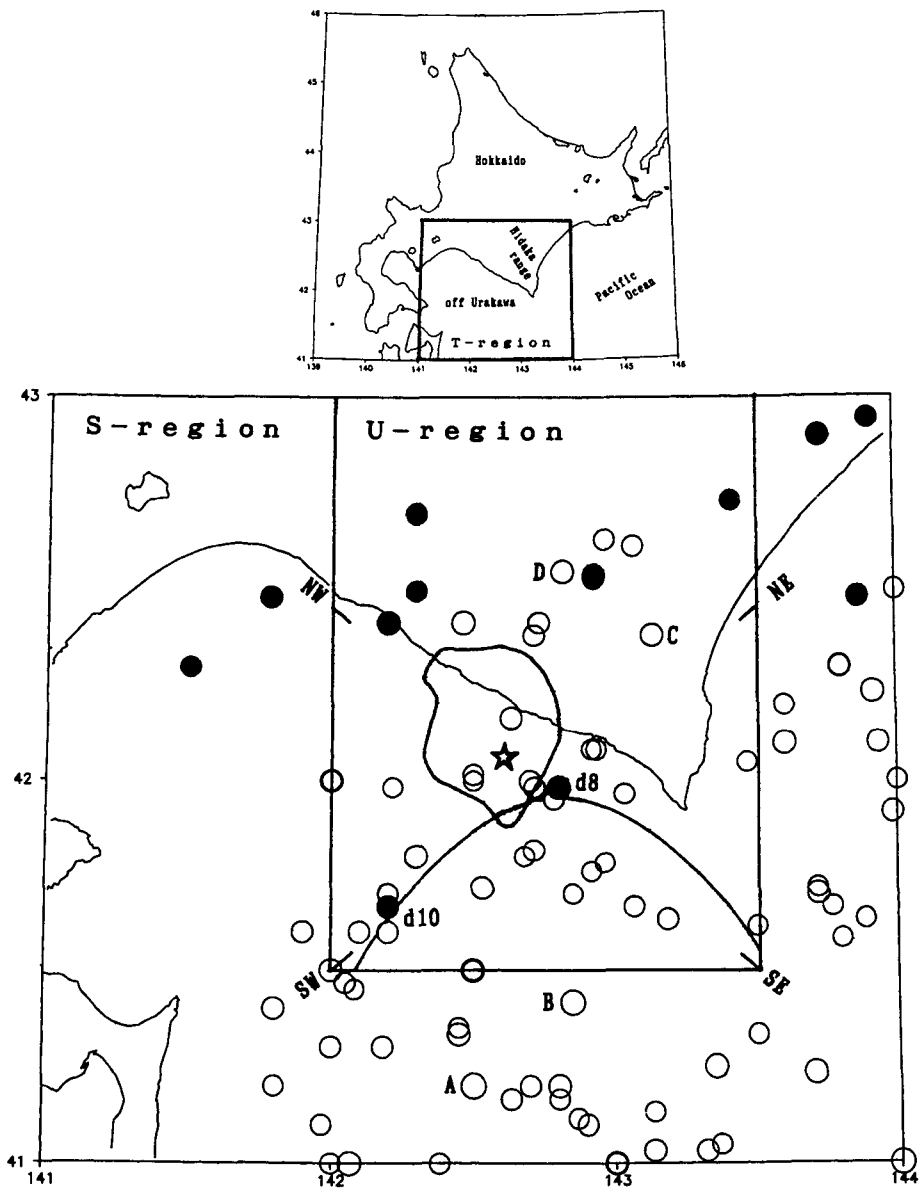 46
45
44
43
42
41
139
140
141
142
143
144
145
146
Hokkaido
Hidaka
range
off Urakawa
Pacific
Ocean
T-region
43
S-region
U-region
D
NW
NE
C
42
d8
d10
SW
SE
B
A
41
141
142
143
144